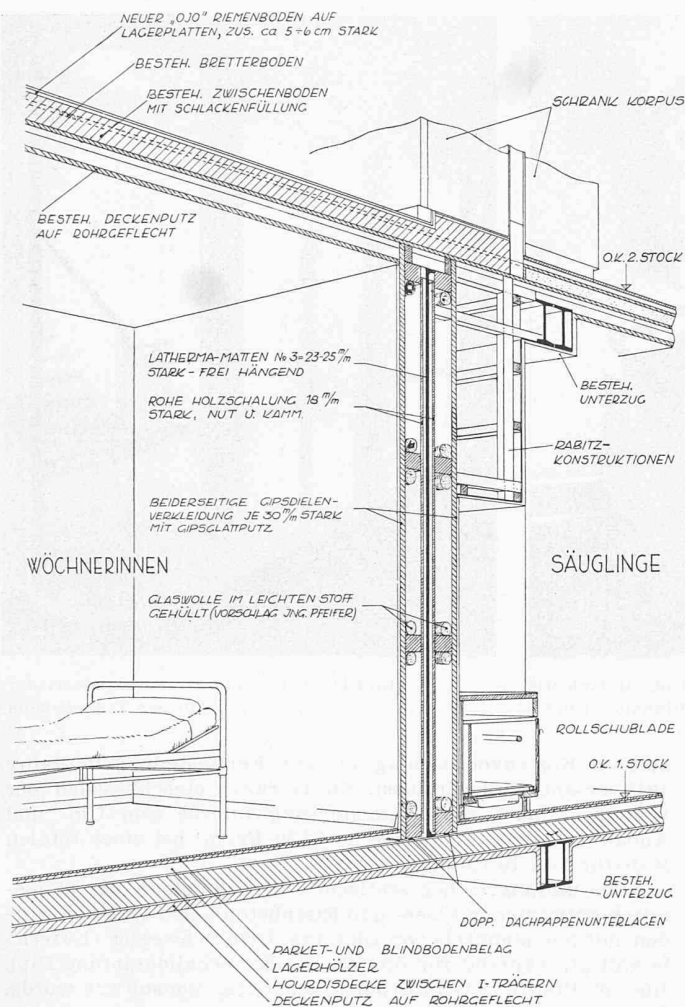 NEUER „OJO" RIEMENBODEN AUF
LAGERPLATTEN, ZUS. ca 5÷6 cm STARK
BESTEH. BRETTERBODEN
BESTEH. ZWISCHENBODEN
MIT SCHLACKENFÜLLUNG
SCHRANK KORPUS
BESTEH. DECKENPUTZ
AUF ROHRGEFLECHT
O.K. 2. STOCK
LATHERMA-MATTEN No 3=23-25 m/m
STARK - FREI HÄNGEND
BESTEH.
UNTERZUG
ROHE HOLZSCHALUNG 18 m/m
STARK, NUT U. KAMM.
RABITZ-
KONSTRUKTIONEN
BEIDERSEITIGE GIPSDIELEN-
VERKLEIDUNG JE 30 m/m STARK
MIT GIPSGLATTPUTZ
WÖCHNERINNEN
SÄUGLINGE
GLASWOLLE IM LEICHTEN STOFF
GEHÜLLT (VORSCHLAG JNG. PFEIFER)
ROLLSCHUBLADE
O.K. 1. STOCK
BESTEH.
UNTERZUG
DOPP. DACHPAPPENUNTERLAGEN
PARKET-UND BLINDBODENBELAG
LAGERHÖLZER
HOURDISDECKE ZWISCHEN I-TRÄGERN
DECKENPUTZ AUF ROHRGEFLECHT